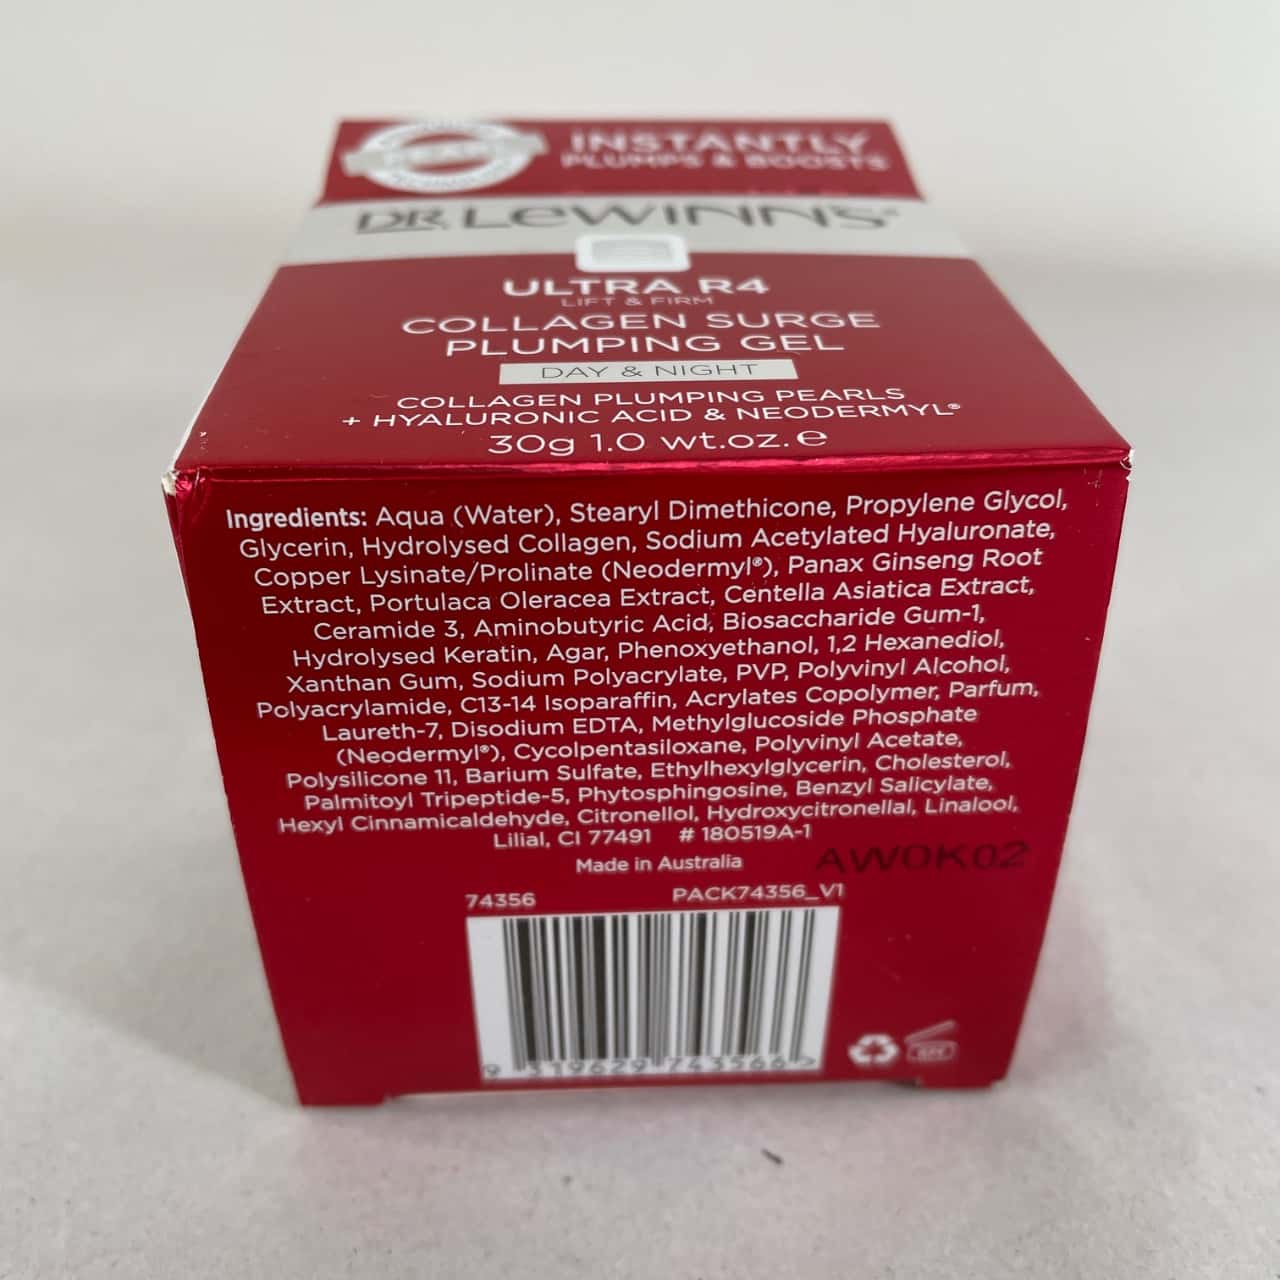 INSTANTLY
PLUMPS & BOOSTS
DR. LeWINN'S®
ULTRA R4
LIFT & FIRM
COLLAGEN SURGE
PLUMPING GEL
DAY & NIGHT
COLLAGEN PLUMPING PEARLS
+ HYALURONIC ACID & NEODERMYL®
30g 1.0 wt.oz. ℮
Ingredients: Aqua (Water), Stearyl Dimethicone, Propylene Glycol,
Glycerin, Hydrolysed Collagen, Sodium Acetylated Hyaluronate,
Copper Lysinate/Prolinate (Neodermyl®), Panax Ginseng Root
Extract, Portulaca Oleracea Extract, Centella Asiatica Extract,
Ceramide 3, Aminobutyric Acid, Biosaccharide Gum-1,
Hydrolysed Keratin, Agar, Phenoxyethanol, 1,2 Hexanediol,
Xanthan Gum, Sodium Polyacrylate, PVP, Polyvinyl Alcohol,
Polyacrylamide, C13-14 Isoparaffin, Acrylates Copolymer, Parfum,
Laureth-7, Disodium EDTA, Methylglucoside Phosphate
(Neodermyl®), Cycolpentasiloxane, Polyvinyl Acetate,
Polysilicone 11, Barium Sulfate, Ethylhexylglycerin, Cholesterol,
Palmitoyl Tripeptide-5, Phytosphingosine, Benzyl Salicylate,
Hexyl Cinnamicaldehyde, Citronellol, Hydroxycitronellal, Linalool,
Lilial, CI 77491 # 180519A-1
Made in Australia
AWOK02
74356 PACK74356_V1
9 319629 743566